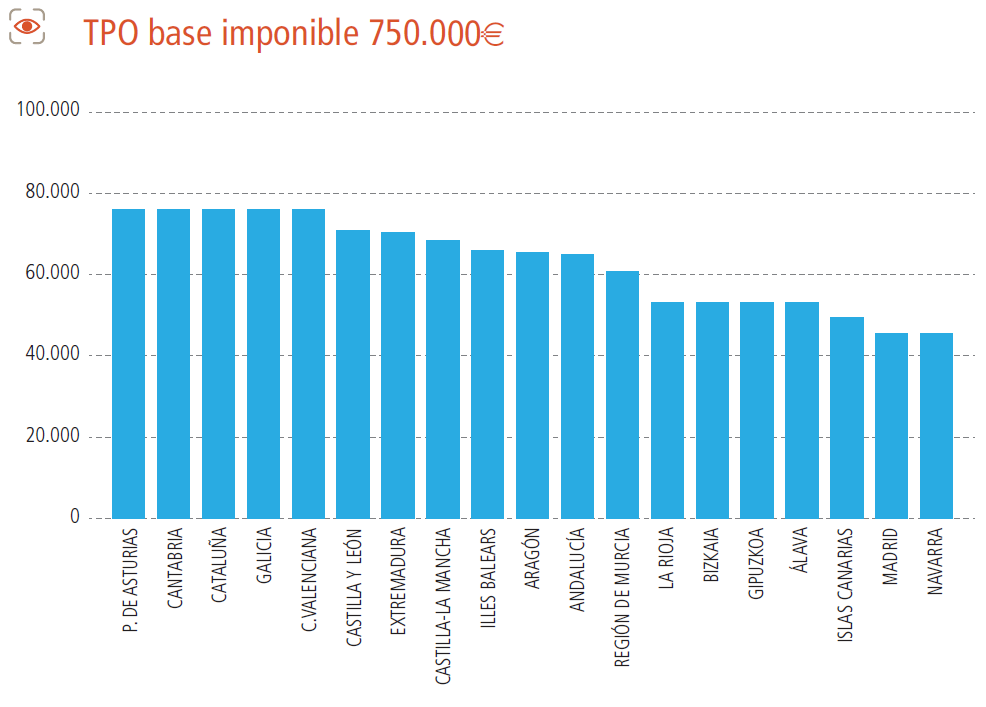 TPO base imponible 750.000€
100.000
80.000
60.000
40.000
20.000
0
P. DE ASTURIAS
CANTABRIA
CATALUÑA
GALICIA
C.VALENCIANA
CASTILLA Y LEÓN
EXTREMADURA
CASTILLA-LA MANCHA
ILLES BALEARS
ARAGÓN
ANDALUCÍA
REGIÓN DE MURCIA
LA RIOJA
BIZKAIA
GIPUZKOA
ÁLAVA
ISLAS CANARIAS
MADRID
NAVARRA